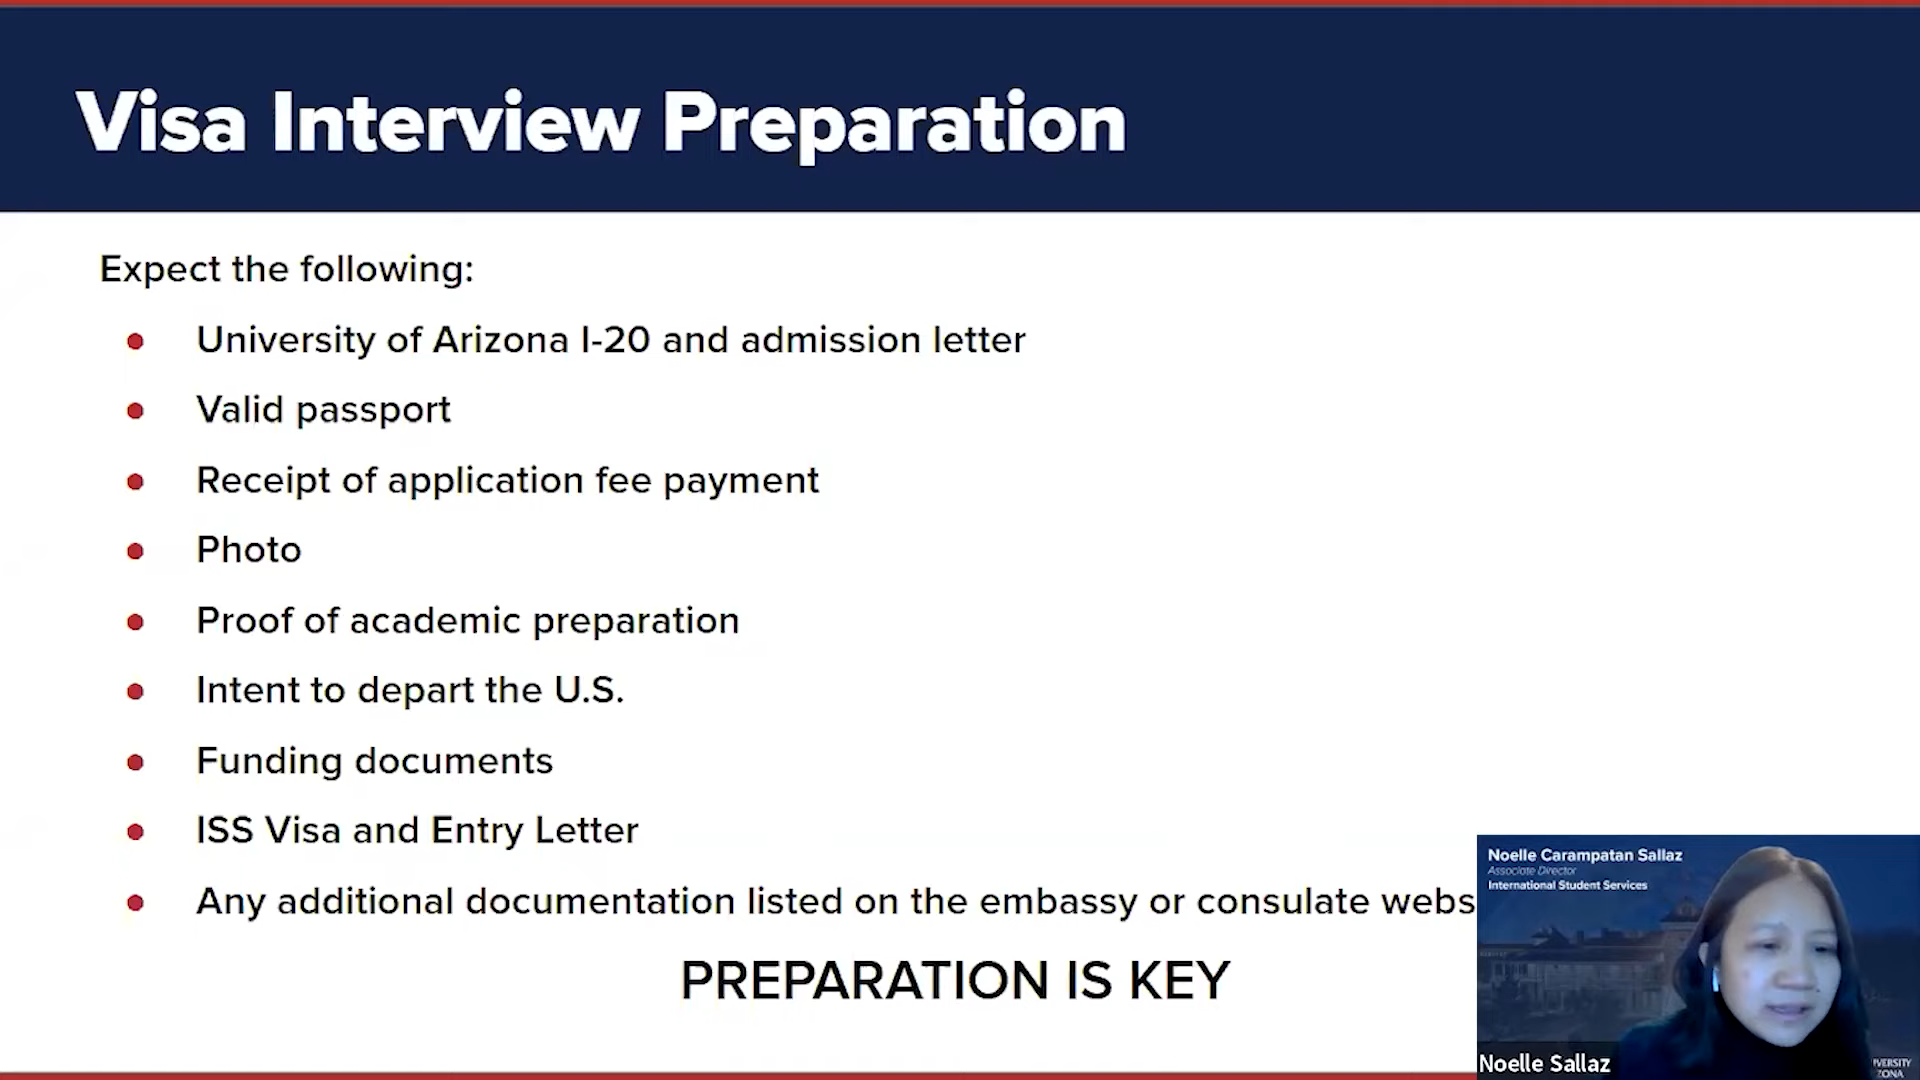 Visa Interview Preparation
Expect the following:
• University of Arizona I-20 and admission letter
• Valid passport
• Receipt of application fee payment
• Photo
• Proof of academic preparation
• Intent to depart the U.S.
• Funding documents
• ISS Visa and Entry Letter
• Any additional documentation listed on the embassy or consulate webs
PREPARATION IS KEY
Noelle Carampatan Sallaz
Associate Director
International Student Services
Noelle Sallaz
IVERSITY
ZONA